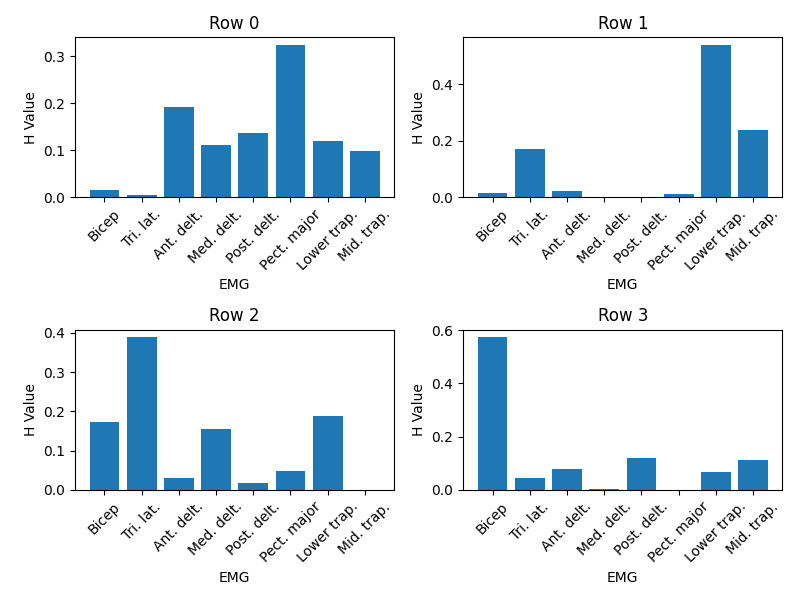 Row 0
H Value
0.3
0.2
0.1
0.0
Bicep
Tri. lat.
Ant. delt.
Med. delt.
Post. delt.
Pect. major
Lower trap.
Mid. trap.
EMG
Row 1
H Value
0.4
0.2
0.0
Bicep
Tri. lat.
Ant. delt.
Med. delt.
Post. delt.
Pect. major
Lower trap.
Mid. trap.
EMG
Row 2
H Value
0.4
0.3
0.2
0.1
0.0
Bicep
Tri. lat.
Ant. delt.
Med. delt.
Post. delt.
Pect. major
Lower trap.
Mid. trap.
EMG
Row 3
H Value
0.6
0.4
0.2
0.0
Bicep
Tri. lat.
Ant. delt.
Med. delt.
Post. delt.
Pect. major
Lower trap.
Mid. trap.
EMG